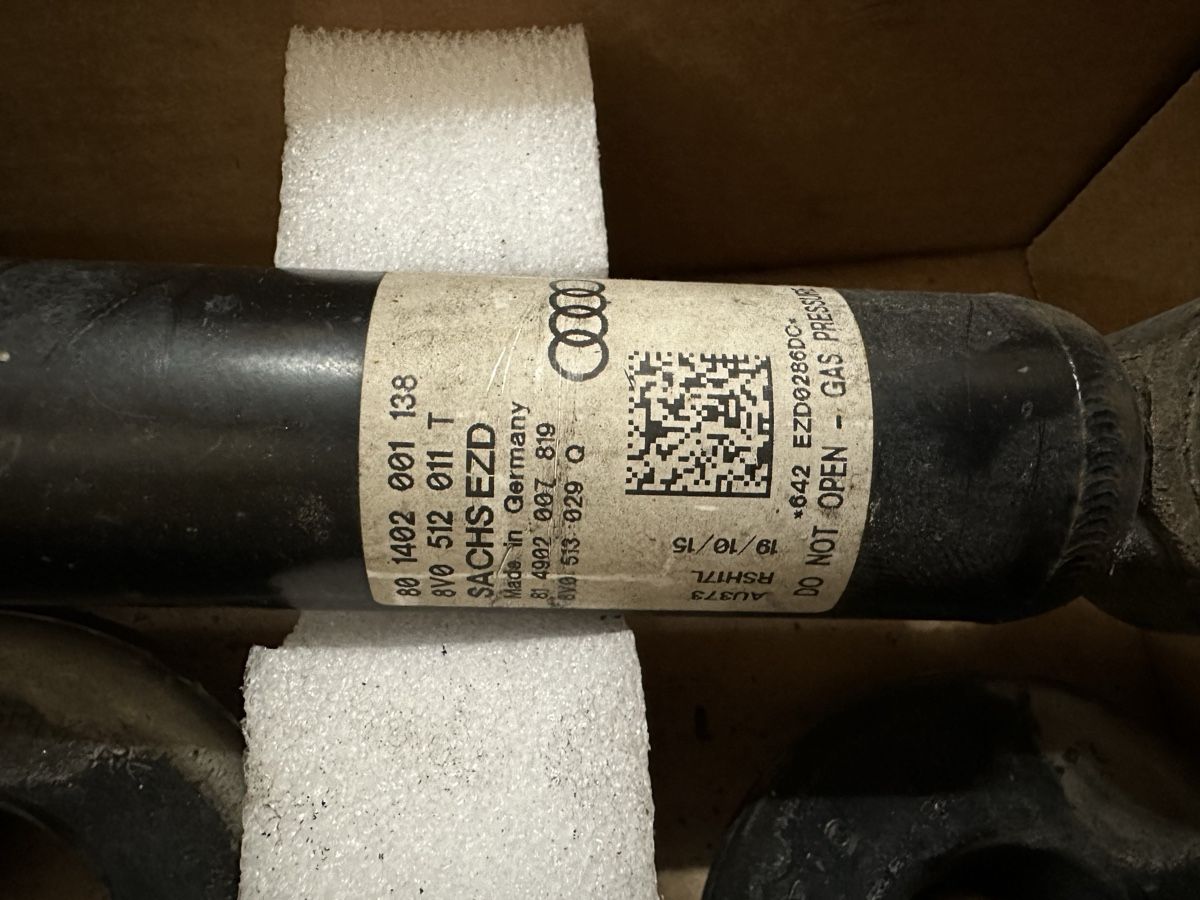 80 1402 001 138
8V0 512 011 T
SACHS EZD
Made in Germany
81 4902 007 819
8V0 513 029 Q
*642 EZD0286DC*
DO NOT OPEN - GAS PRESSURE
19/10/15
RSH17L
AU373